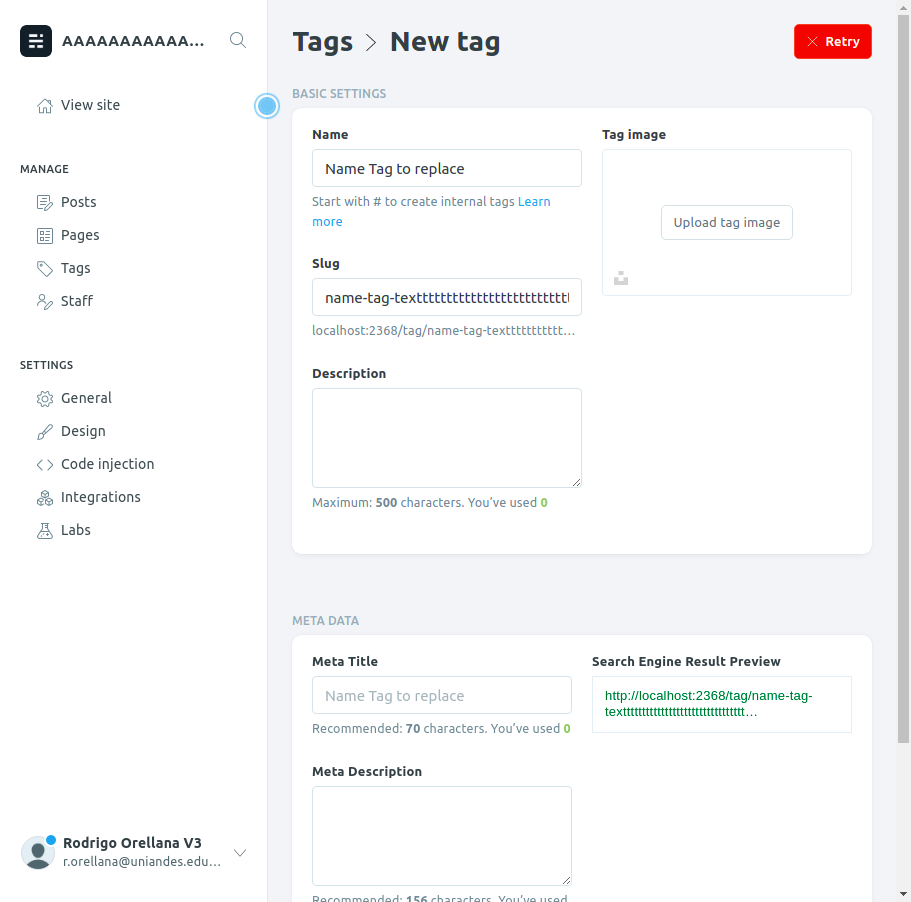 AAAAAAAAAAAA...
View site
MANAGE
Posts
Pages
Tags
Staff
SETTINGS
General
Design
Code injection
Integrations
Labs
Rodrigo Orellana V3
r.orellana@uniandes.edu...
Tags > New tag
Retry
BASIC SETTINGS
Name
Name Tag to replace
Start with # to create internal tags Learn
more
Slug
name-tag-texttttttttttttttttttttttttttt
localhost:2368/tag/name-tag-textttttttttt...
Description
Maximum: 500 characters. You’ve used 0
Tag image
Upload tag image
META DATA
Meta Title
Name Tag to replace
Recommended: 70 characters. You’ve used 0
Meta Description
Recommended: 156 characters. You’ve used
Search Engine Result Preview
http://localhost:2368/tag/name-tag-
texttttttttttttttttttttttttttttttttt...